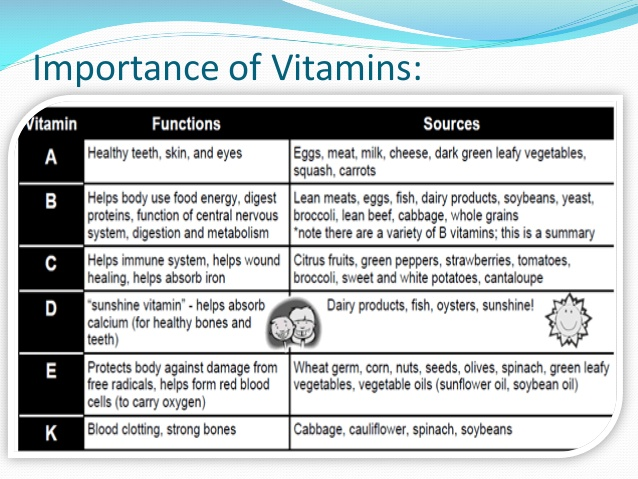 Importance of Vitamins:
Vitamin Functions Sources
A Healthy teeth, skin, and eyes Eggs, meat, milk, cheese, dark green leafy vegetables,
squash, carrots
B Helps body use food energy, digest Lean meats, eggs, fish, dairy products, soybeans, yeast,
proteins, function of central nervous broccoli, lean beef, cabbage, whole grains
system, digestion and metabolism *note there are a variety of B vitamins; this is a summary
C Helps immune system, helps wound Citrus fruits, green peppers, strawberries, tomatoes,
healing, helps absorb iron broccoli, sweet and white potatoes, cantaloupe
D “sunshine vitamin” - helps absorb Dairy products, fish, oysters, sunshine!
calcium (for healthy bones and
teeth)
E Protects body against damage from Wheat germ, corn, nuts, seeds, olives, spinach, green leafy
free radicals, helps form red blood vegetables, vegetable oils (sunflower oil, soybean oil)
cells (to carry oxygen)
K Blood clotting, strong bones Cabbage, cauliflower, spinach, soybeans